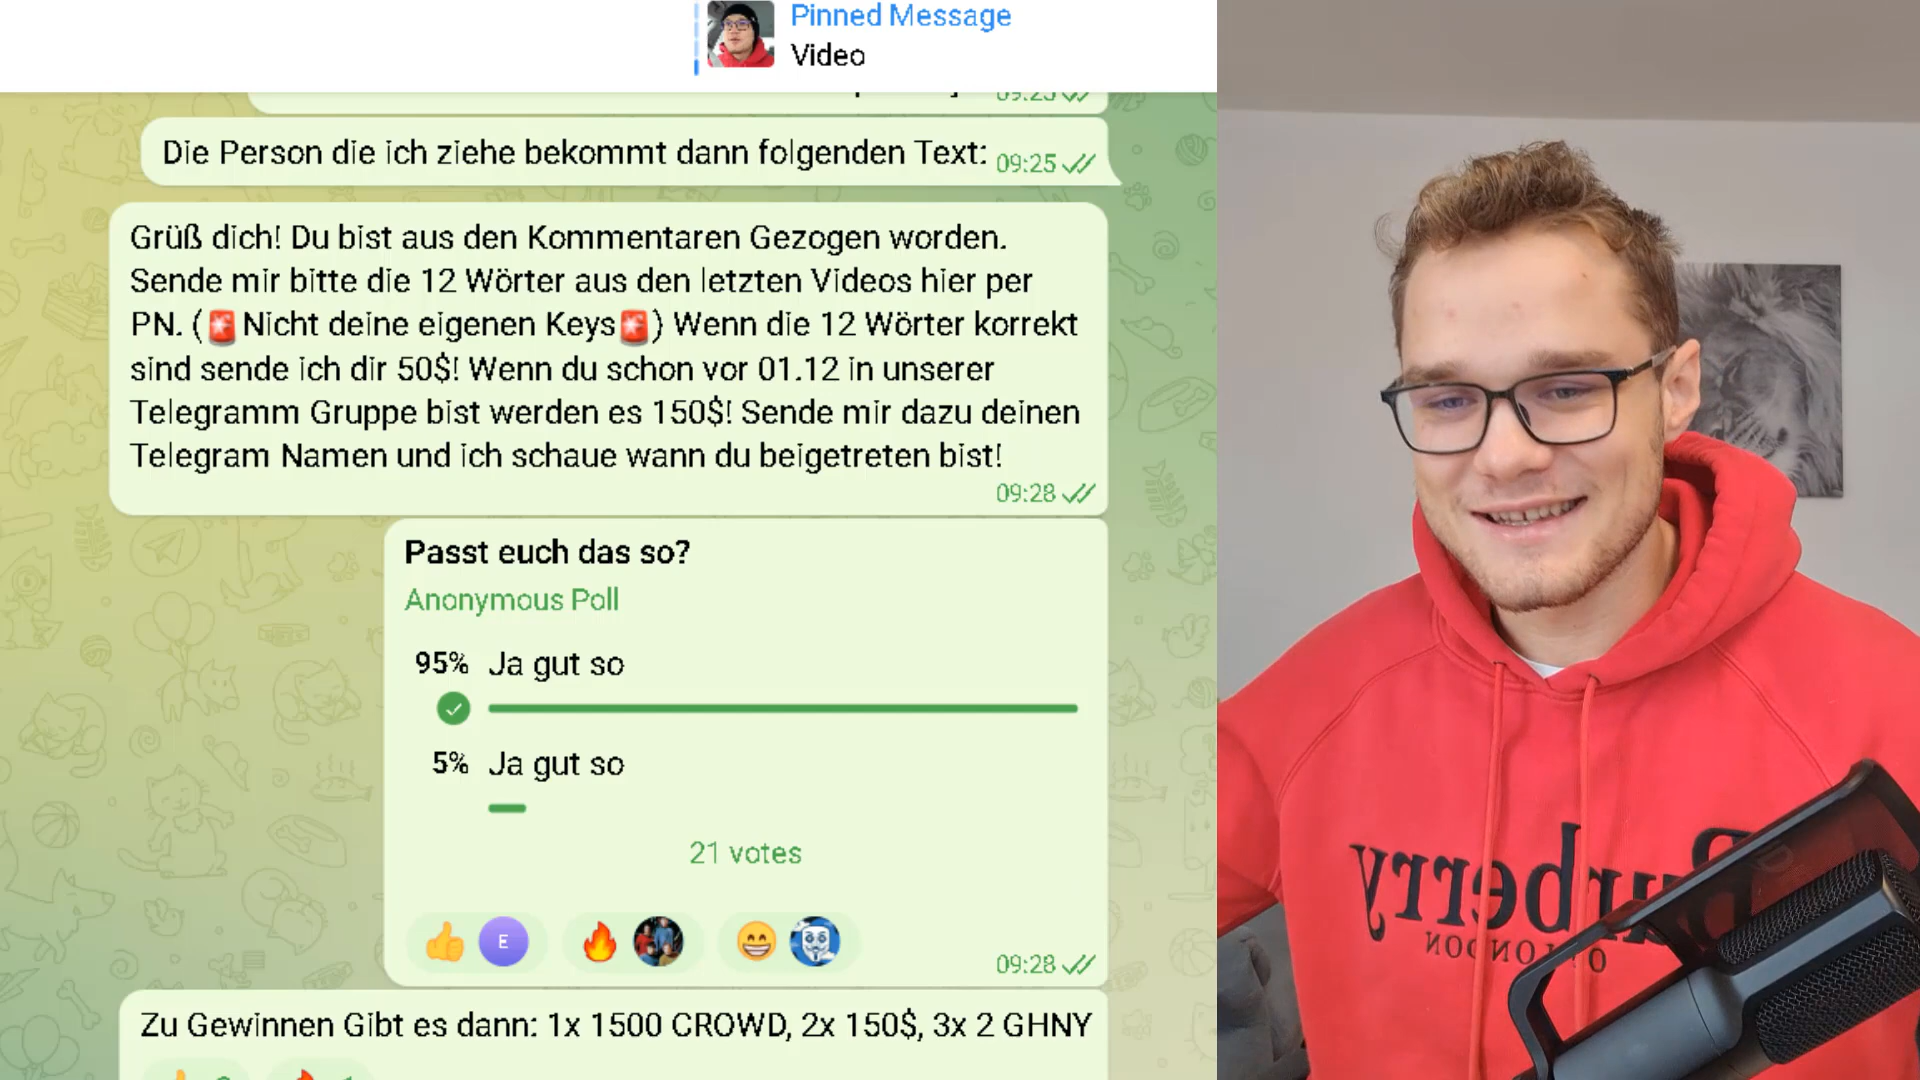 Pinned Message
Video
09:25
Die Person die ich ziehe bekommt dann folgenden Text:
09:25
Grüß dich! Du bist aus den Kommentaren Gezogen worden.
Sende mir bitte die 12 Wörter aus den letzten Videos hier per
PN. (🚨Nicht deine eigenen Keys🚨) Wenn die 12 Wörter korrekt
sind sende ich dir 50$! Wenn du schon vor 01.12 in unserer
Telegramm Gruppe bist werden es 150$! Sende mir dazu deinen
Telegram Namen und ich schaue wann du beigetreten bist!
09:28
Passt euch das so?
Anonymous Poll
95% Ja gut so
5% Ja gut so
21 votes
E
09:28
Zu Gewinnen Gibt es dann: 1x 1500 CROWD, 2x 150$, 3x 2 GHNY
LONDON